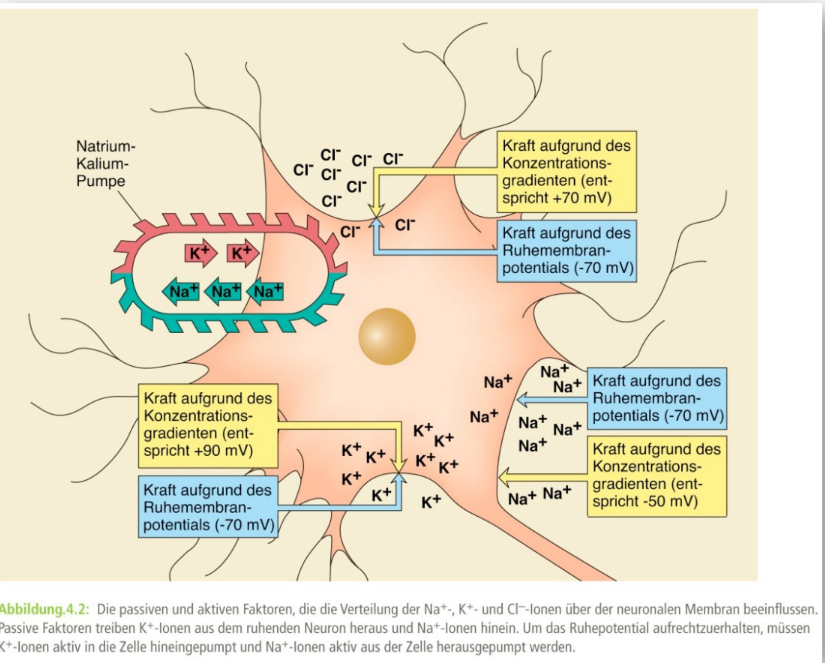 Natrium-
Kalium-
Pumpe
Cl-
Cl-
Cl-
Cl-
Cl-
Cl-
Cl-
Kraft aufgrund des
Konzentrations-
gradienten (ent-
spricht +70 mV)
Cl-
Cl-
Kraft aufgrund des
Ruhemembran-
potentials (-70 mV)
K+ K+
Na+ Na+ Na+
Na+
Na+
Na+
Na+
Na+
Na+
Na+
Na+ Na+
Kraft aufgrund des
Ruhemembran-
potentials (-70 mV)
Kraft aufgrund des
Konzentrations-
gradienten (ent-
spricht -50 mV)
Kraft aufgrund des
Konzentrations-
gradienten (ent-
spricht +90 mV)
K+
K+
K+
K+
K+
K+
K+
K+
K+
Kraft aufgrund des
Ruhemembran-
potentials (-70 mV)
Abbildung.4.2: Die passiven und aktiven Faktoren, die die Verteilung der Na+-, K+- und Cl–-Ionen über der neuronalen Membran beeinflussen.
Passive Faktoren treiben K+-Ionen aus dem ruhenden Neuron heraus und Na+-Ionen hinein. Um das Ruhepotential aufrechtzuerhalten, müssen
K+-Ionen aktiv in die Zelle hineingepumpt und Na+-Ionen aktiv aus der Zelle herausgepumpt werden.